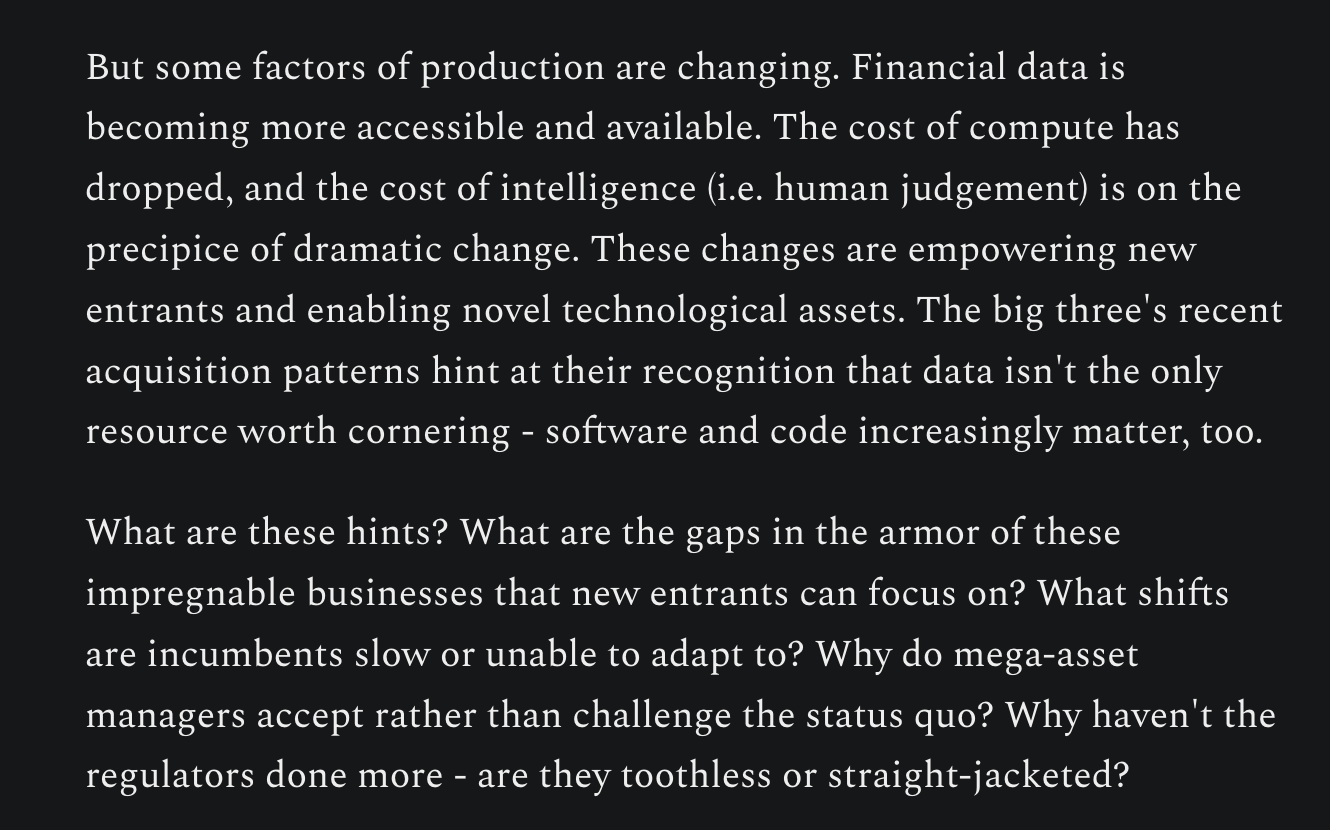 But some factors of production are changing. Financial data is
becoming more accessible and available. The cost of compute has
dropped, and the cost of intelligence (i.e. human judgement) is on the
precipice of dramatic change. These changes are empowering new
entrants and enabling novel technological assets. The big three's recent
acquisition patterns hint at their recognition that data isn't the only
resource worth cornering - software and code increasingly matter, too.
What are these hints? What are the gaps in the armor of these
impregnable businesses that new entrants can focus on? What shifts
are incumbents slow or unable to adapt to? Why do mega-asset
managers accept rather than challenge the status quo? Why haven't the
regulators done more - are they toothless or straight-jacketed?